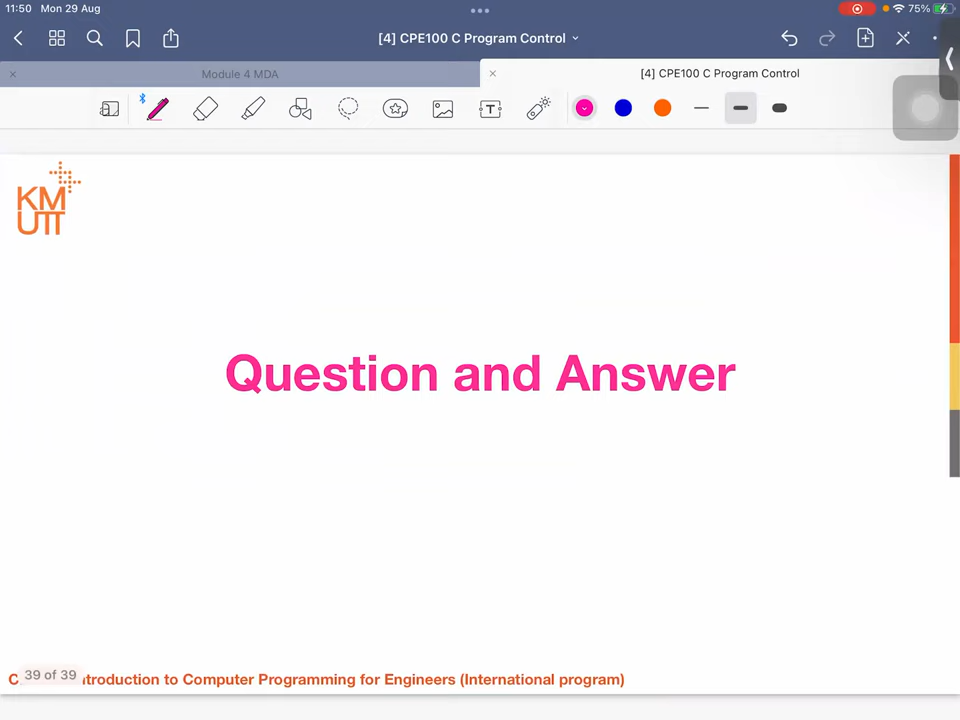 11:50 Mon 29 Aug
75%
[4] CPE100 C Program Control
Module 4 MDA
[4] CPE100 C Program Control
T
KM
UTT
Question and Answer
39 of 39
troduction to Computer Programming for Engineers (International program)